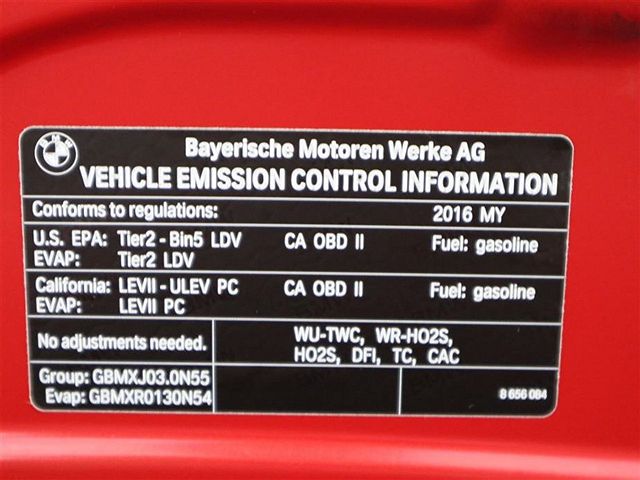 BMW
Bayerische Motoren Werke AG
VEHICLE EMISSION CONTROL INFORMATION
Conforms to regulations: 2016 MY
U.S. EPA: Tier2 - Bin5 LDV CA OBD II Fuel: gasoline
EVAP: Tier2 LDV
California: LEVII - ULEV PC CA OBD II Fuel: gasoline
EVAP: LEVII PC
No adjustments needed. WU-TWC, WR-HO2S,
HO2S, DFI, TC, CAC
Group: GBMXJ03.0N55
Evap: GBMXR0130N54 8 656 084